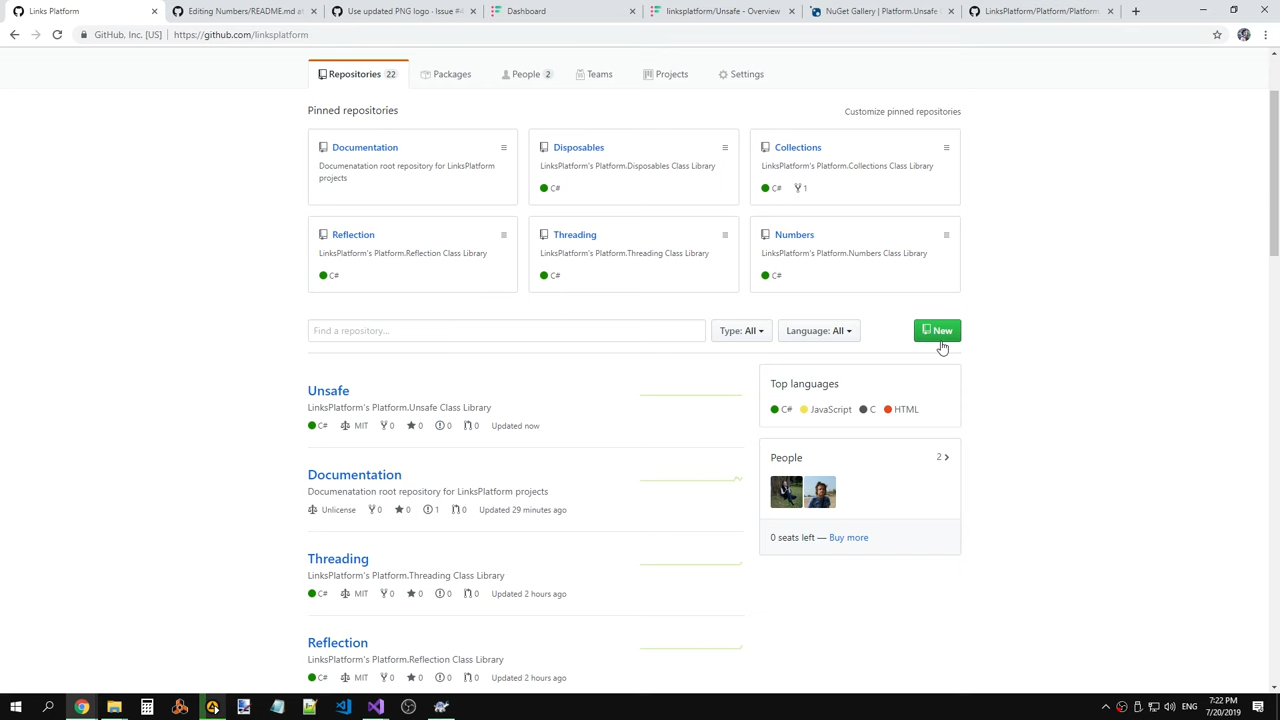 Links Platform
Editing Numbers/README.md at
Use updated PNG logo · Issue #4
Dashboard
linksplatform/Unsafe - Overview
NuGet Gallery | Platform.Unsafe
LinksPlatform/Platform/Platform
GitHub, Inc. [US] | https://github.com/linksplatform
Repositories 22
Packages
People 2
Teams
Projects
Settings
Pinned repositories
Customize pinned repositories
Documentation
Documenatation root repository for LinksPlatform
projects
Disposables
LinksPlatform's Platform.Disposables Class Library
C#
Collections
LinksPlatform's Platform.Collections Class Library
C# 1
Reflection
LinksPlatform's Platform.Reflection Class Library
C#
Threading
LinksPlatform's Platform.Threading Class Library
C#
Numbers
LinksPlatform's Platform.Numbers Class Library
C#
Find a repository…
Type: All
Language: All
New
Unsafe
LinksPlatform's Platform.Unsafe Class Library
C# MIT 0 0 0 0 Updated now
Documentation
Documenatation root repository for LinksPlatform projects
Unlicense 0 0 1 0 Updated 29 minutes ago
Threading
LinksPlatform's Platform.Threading Class Library
C# MIT 0 0 0 0 Updated 2 hours ago
Reflection
LinksPlatform's Platform.Reflection Class Library
C# MIT 0 0 0 0 Updated 2 hours ago
Top languages
C# JavaScript C HTML
People 2
0 seats left — Buy more
ENG
7:22 PM
7/20/2019